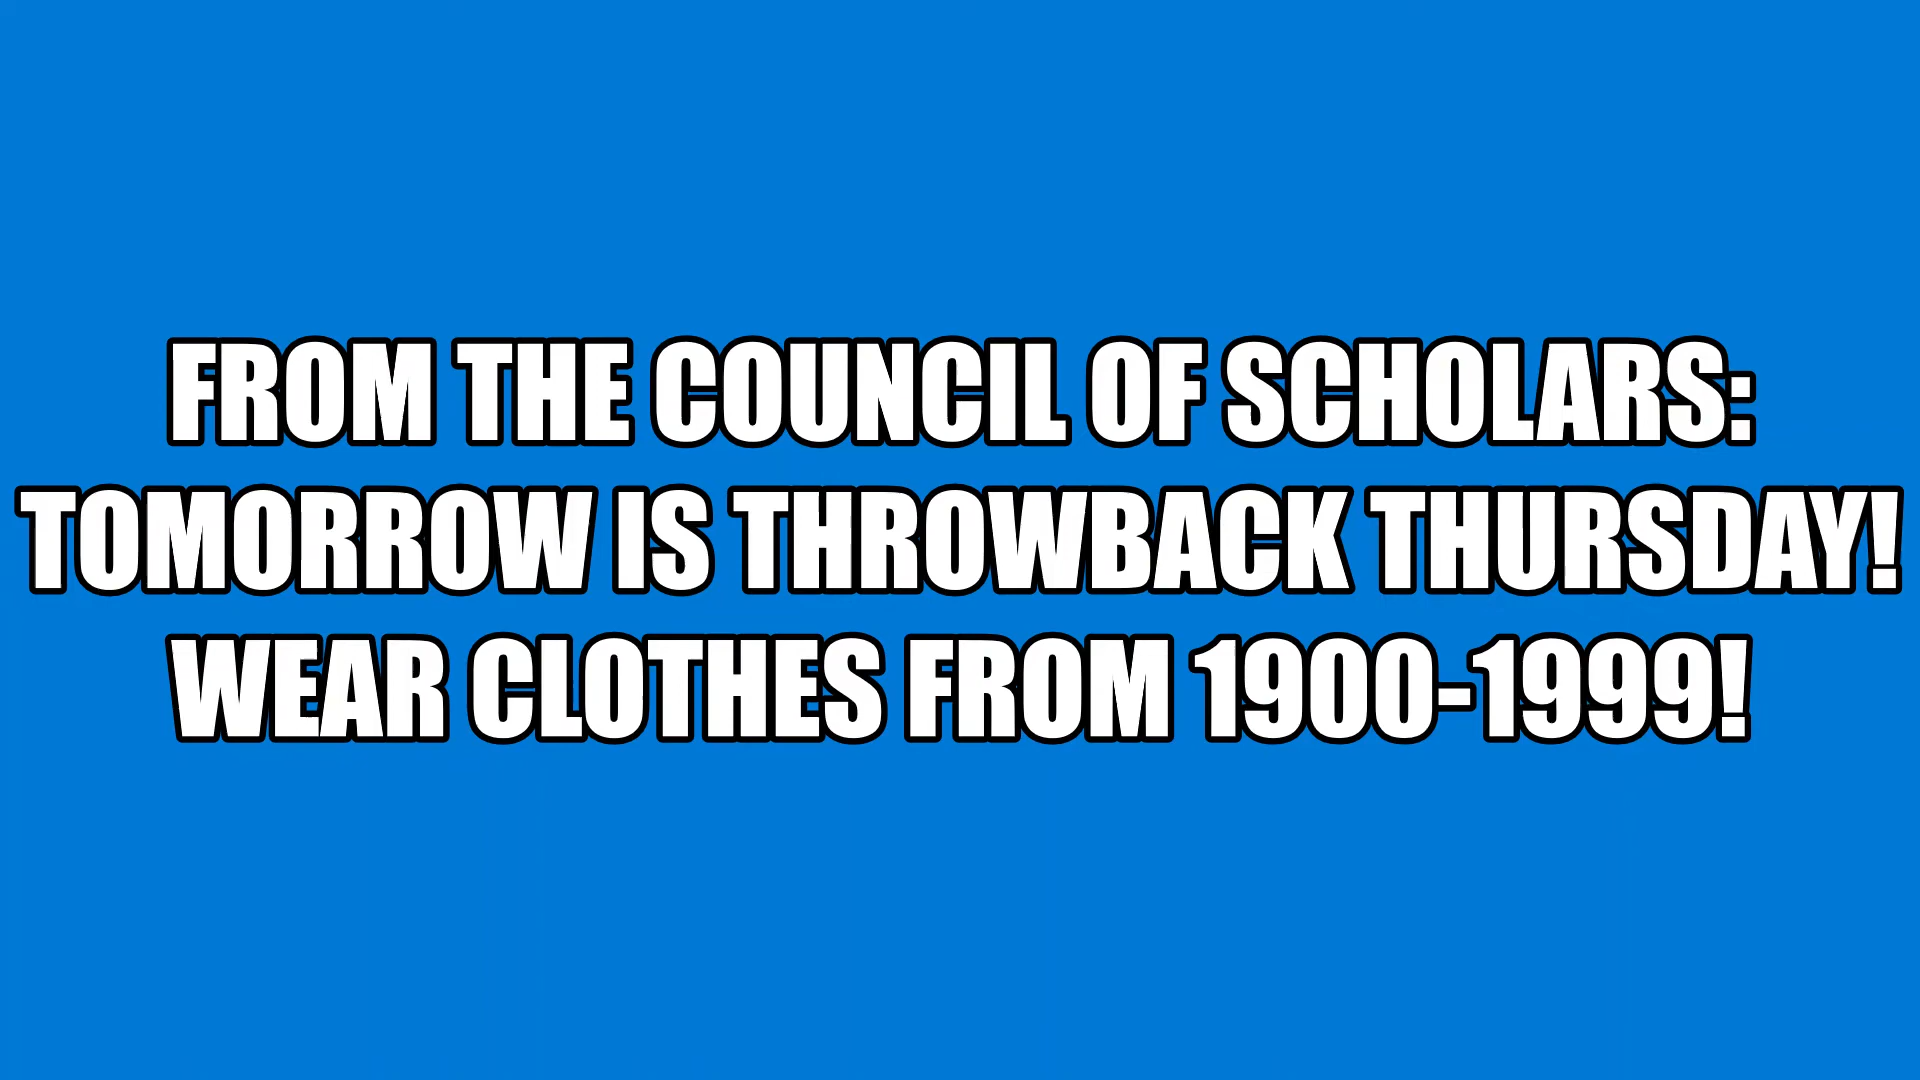 FROM THE COUNCIL OF SCHOLARS:
TOMORROW IS THROWBACK THURSDAY!
WEAR CLOTHES FROM 1900-1999!